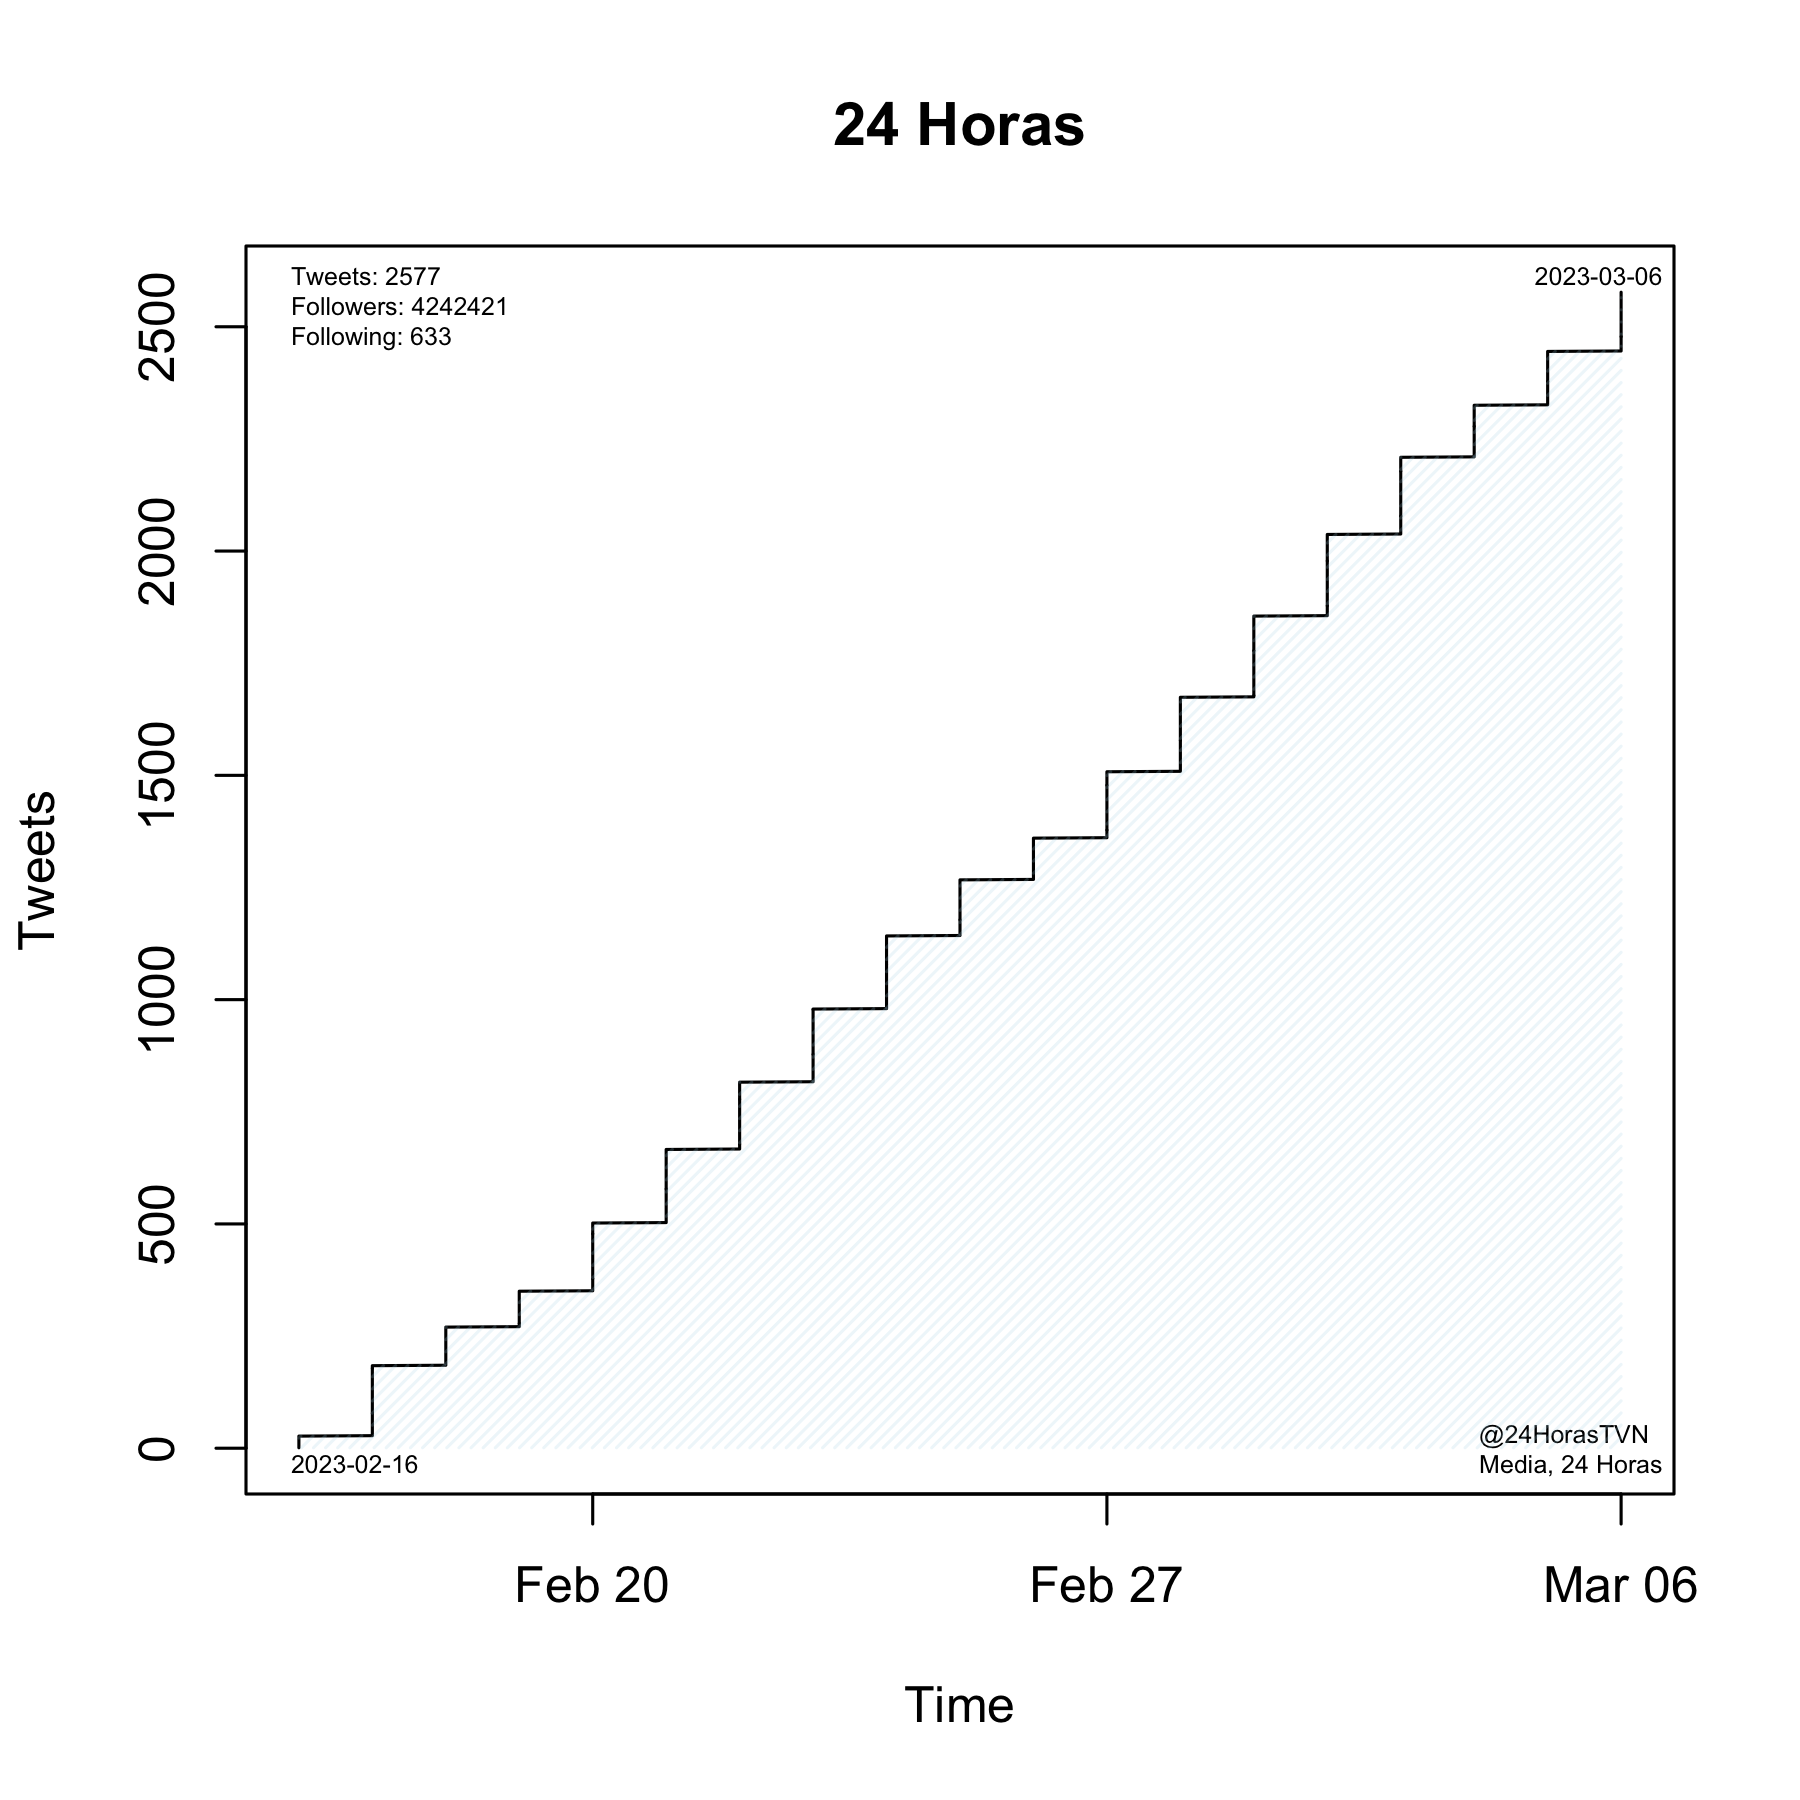 24 Horas
Tweets: 2577
Followers: 4242421
Following: 633
2023-03-06
2500
2000
1500
1000
500
0
Tweets
2023-02-16
@24HorasTVN
Media, 24 Horas
Feb 20
Feb 27
Mar 06
Time